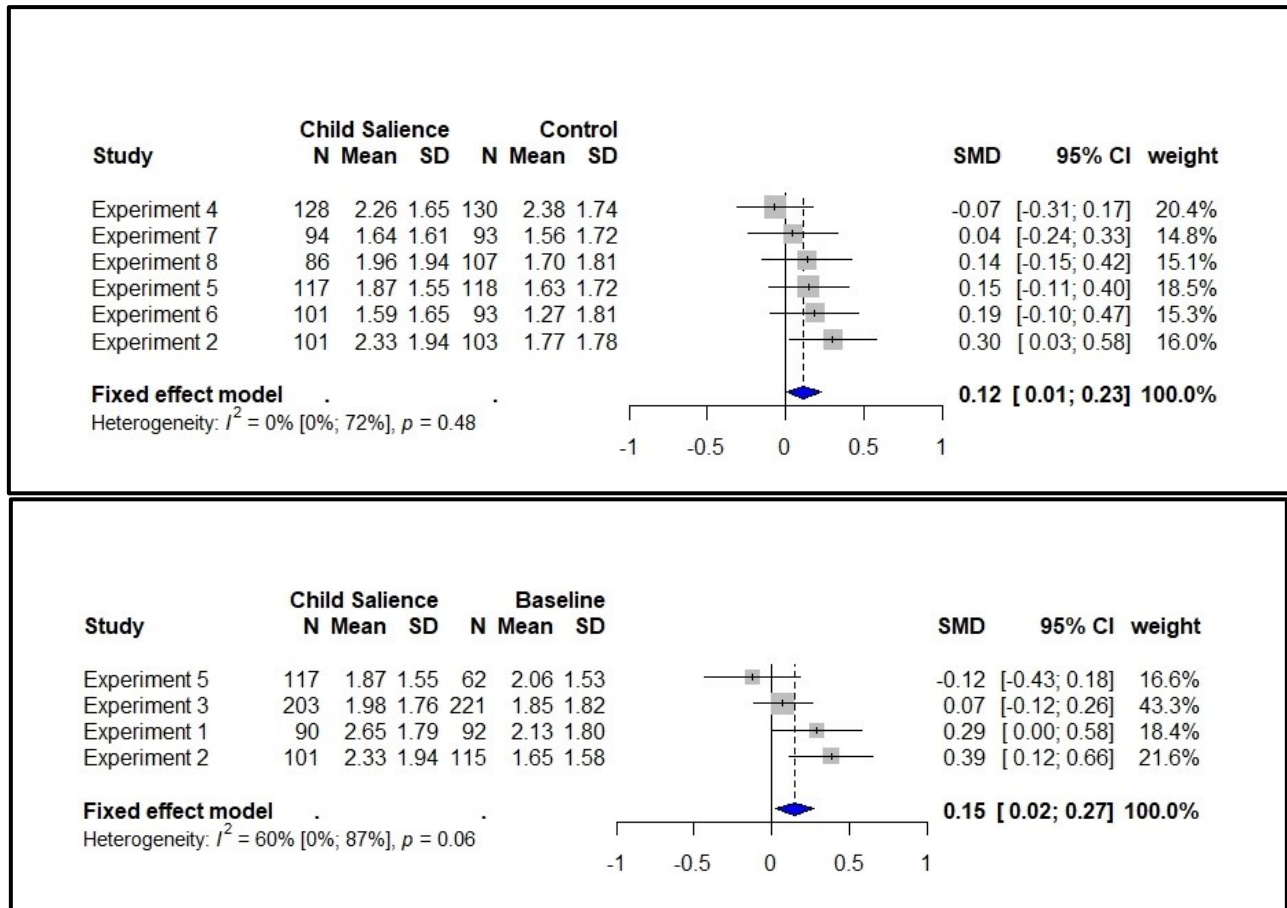 Child Salience Control
Study N Mean SD N Mean SD SMD 95% CI weight
Experiment 4 128 2.26 1.65 130 2.38 1.74 -0.07 [-0.31; 0.17] 20.4%
Experiment 7 94 1.64 1.61 93 1.56 1.72 0.04 [-0.24; 0.33] 14.8%
Experiment 8 86 1.96 1.94 107 1.70 1.81 0.14 [-0.15; 0.42] 15.1%
Experiment 5 117 1.87 1.55 118 1.63 1.72 0.15 [-0.11; 0.40] 18.5%
Experiment 6 101 1.59 1.65 93 1.27 1.81 0.19 [-0.10; 0.47] 15.3%
Experiment 2 101 2.33 1.94 103 1.77 1.78 0.30 [ 0.03; 0.58] 16.0%
Fixed effect model . . 0.12 [ 0.01; 0.23] 100.0%
Heterogeneity: I² = 0% [0%; 72%], p = 0.48
-1 -0.5 0 0.5 1
Child Salience Baseline
Study N Mean SD N Mean SD SMD 95% CI weight
Experiment 5 117 1.87 1.55 62 2.06 1.53 -0.12 [-0.43; 0.18] 16.6%
Experiment 3 203 1.98 1.76 221 1.85 1.82 0.07 [-0.12; 0.26] 43.3%
Experiment 1 90 2.65 1.79 92 2.13 1.80 0.29 [ 0.00; 0.58] 18.4%
Experiment 2 101 2.33 1.94 115 1.65 1.58 0.39 [ 0.12; 0.66] 21.6%
Fixed effect model . . 0.15 [ 0.02; 0.27] 100.0%
Heterogeneity: I² = 60% [0%; 87%], p = 0.06
-1 -0.5 0 0.5 1